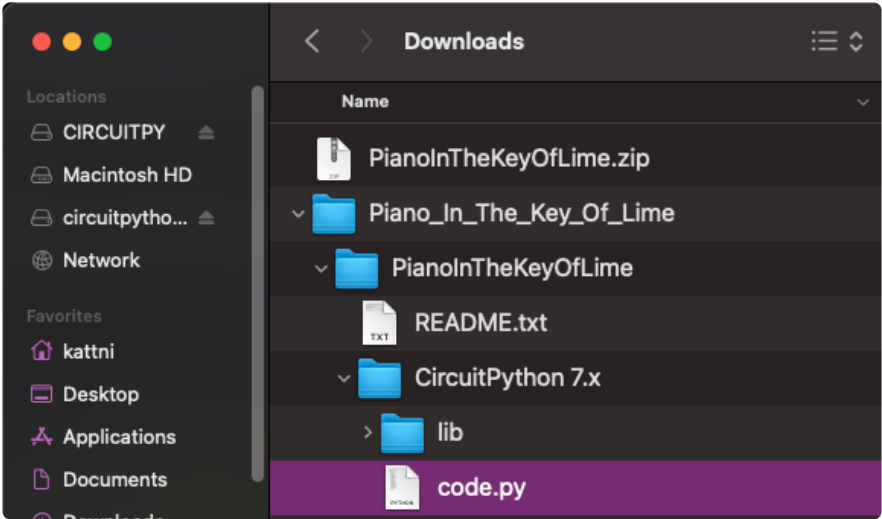 Downloads
Locations
CIRCUITPY
Macintosh HD
circuitpytho...
Network
Favorites
kattni
Desktop
Applications
Documents
Name
PianoInTheKeyOfLime.zip
ZIP
Piano_In_The_Key_Of_Lime
PianoInTheKeyOfLime
README.txt
TXT
CircuitPython 7.x
lib
code.py
PYTHON